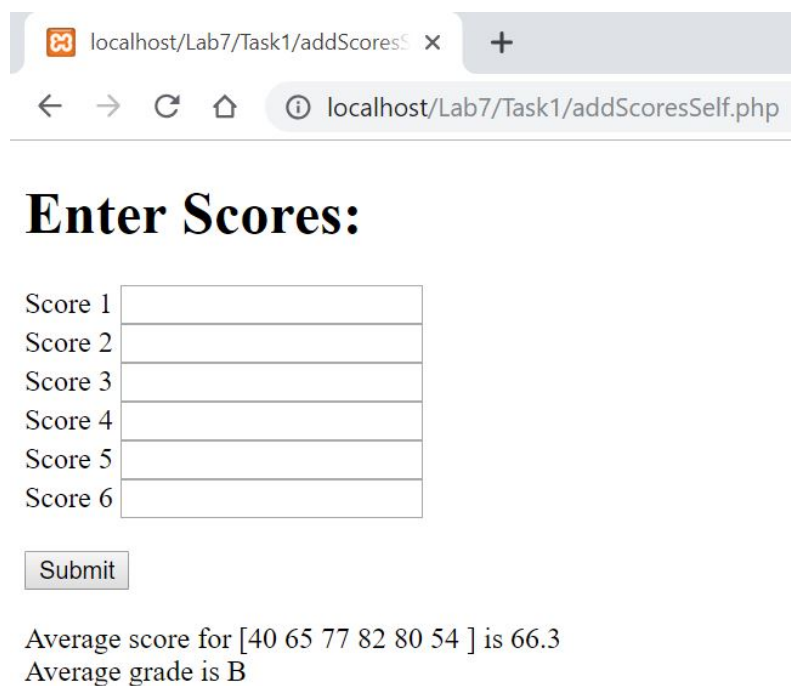 localhost/Lab7/Task1/addScoresS
localhost/Lab7/Task1/addScoresSelf.php
Enter Scores:
Score 1
Score 2
Score 3
Score 4
Score 5
Score 6
Submit
Average score for [40 65 77 82 80 54 ] is 66.3
Average grade is B